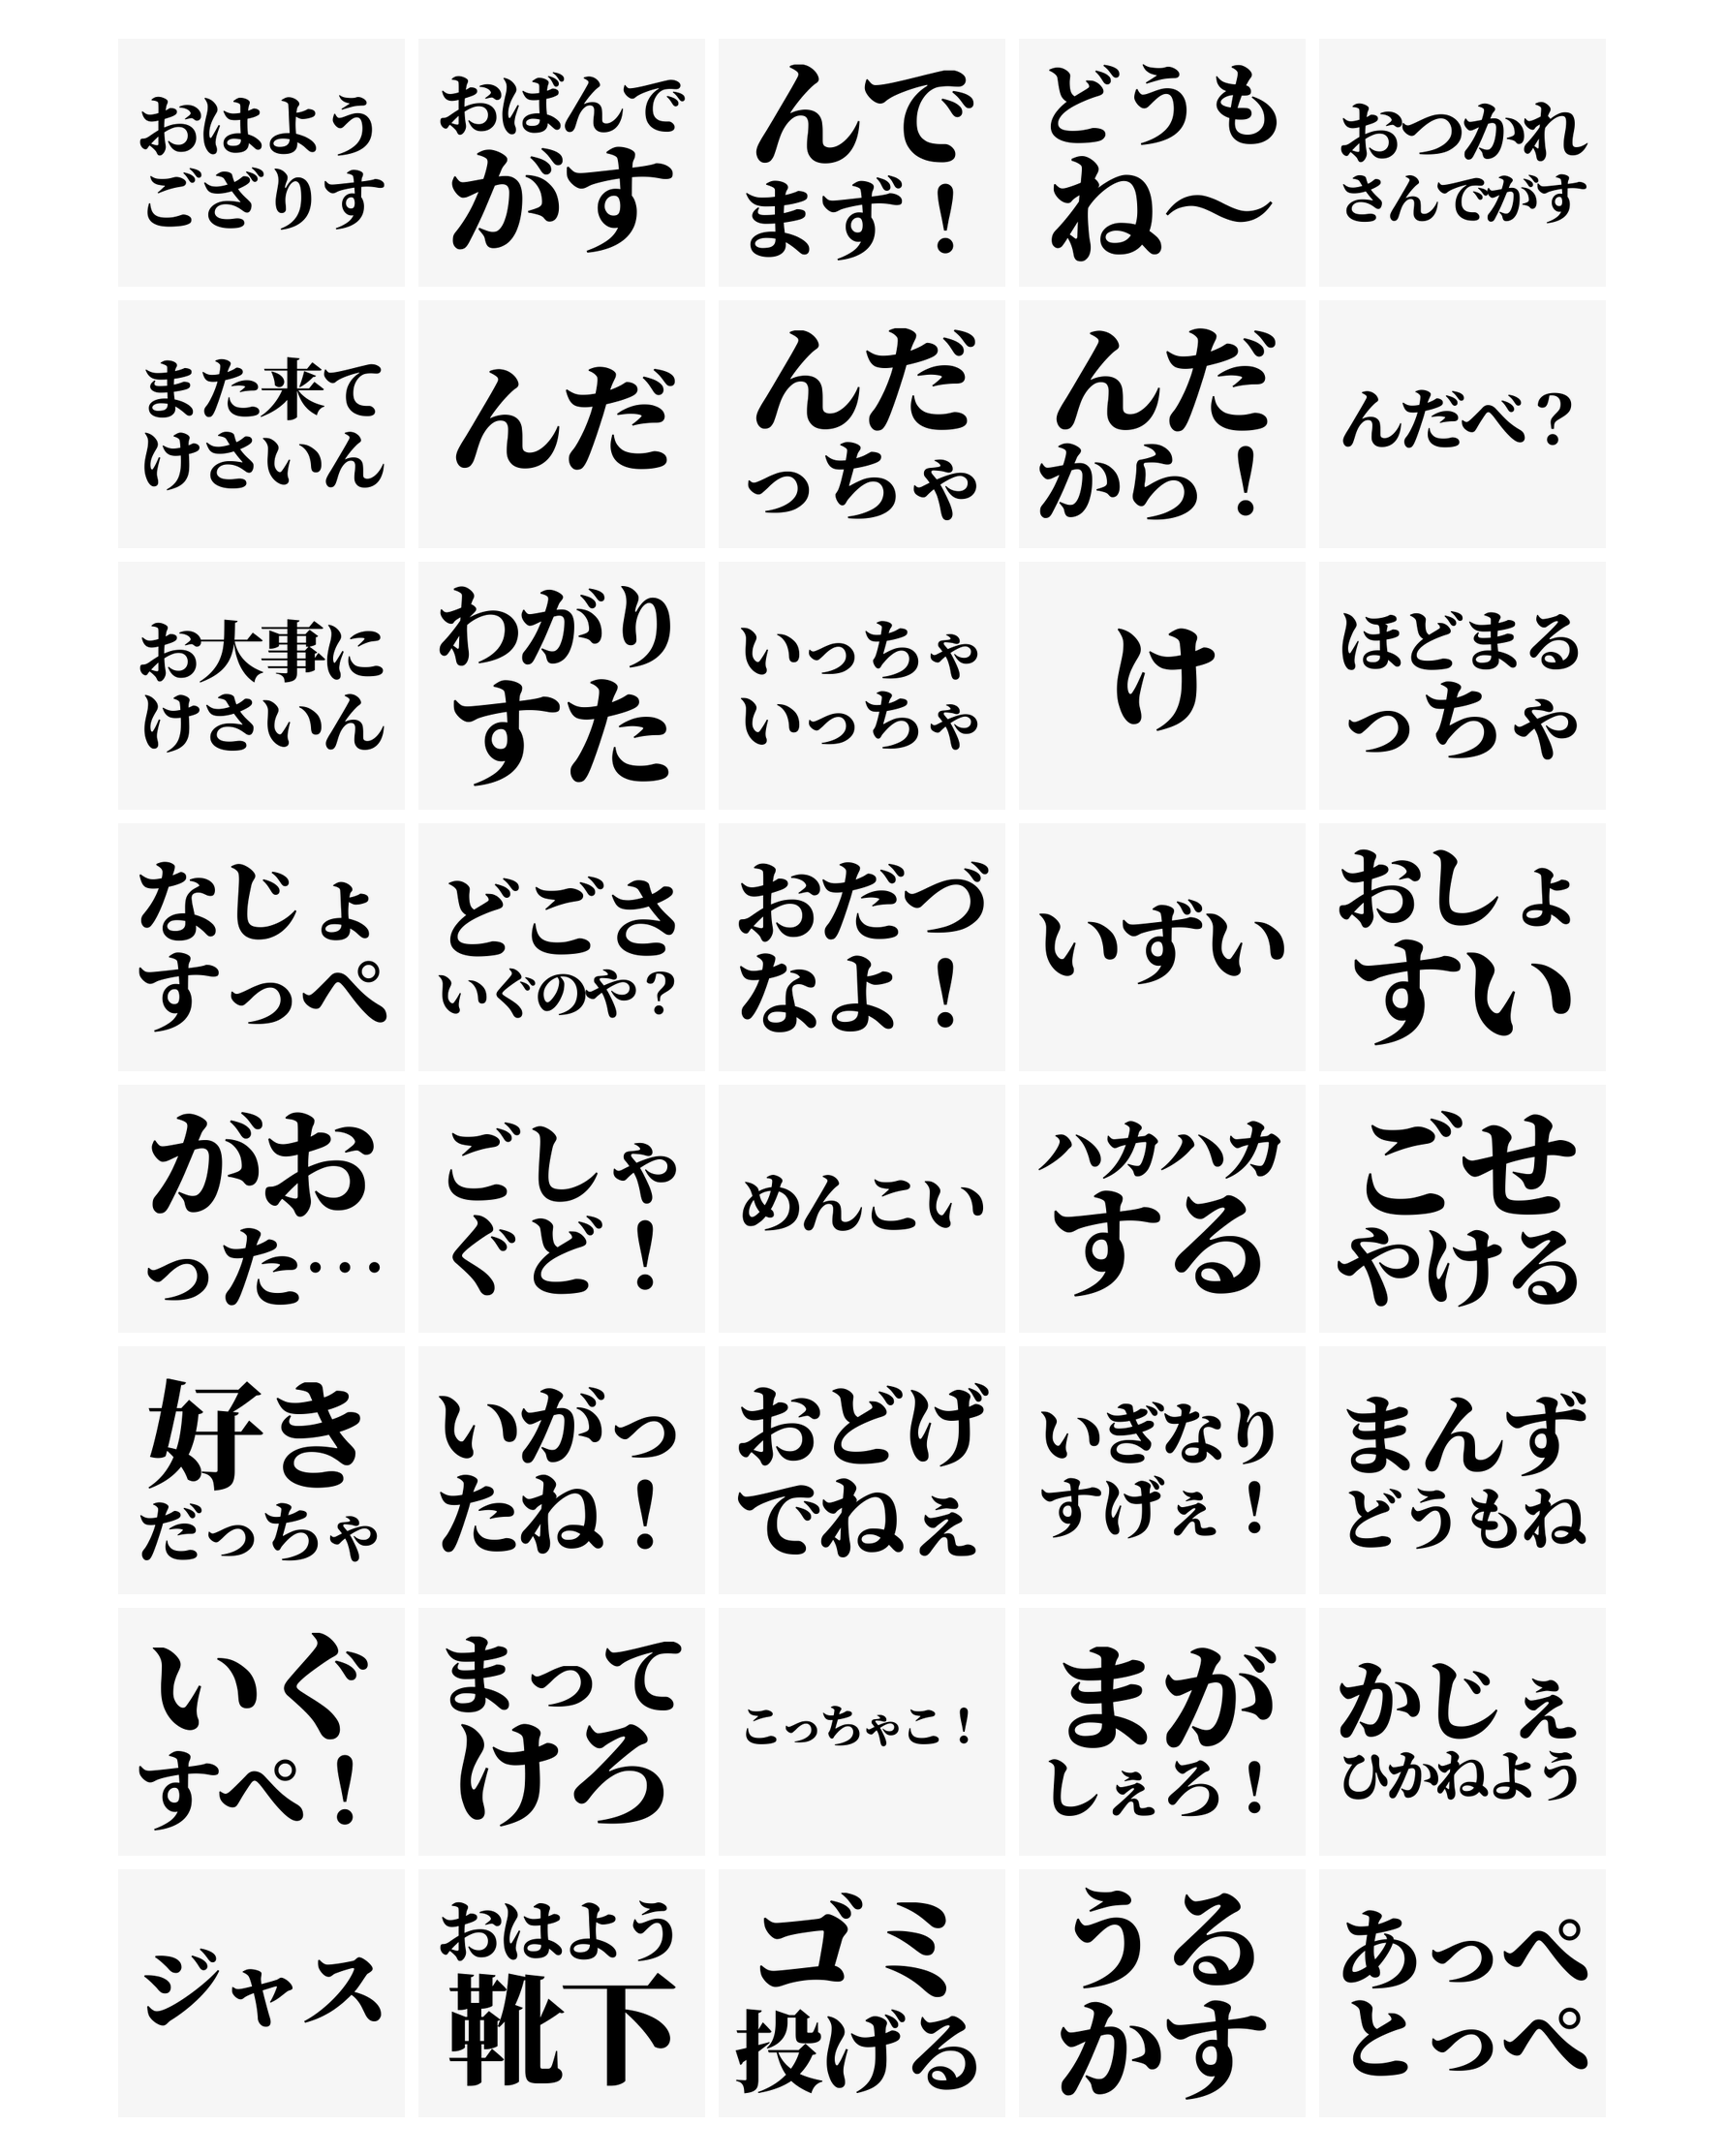 おはよう
ござりす
おばんで
がす
んで
まず！
どうも
ね〜
おつかれ
さんでがす
また来て
けさいん
んだ
んだ
っちゃ
んだ
から！
んだべ？
お大事に
けさいん
わがり
すた
いっちゃ
いっちゃ
け
ほどまる
っちゃ
なじょ
すっぺ
どごさ
いぐのや？
おだづ
なよ！
いずい
おしょ
すい
がお
った…
ごしゃ
ぐど！
めんこい
ハカハカ
する
ごせ
やける
好き
だっちゃ
いがっ
たね！
おどげ
でねぇ
いぎなり
すげぇ！
まんず
どうもね
いぐ
すぺ！
まって
けろ
こっちゃこ！
まが
しぇろ！
かじぇ
ひがねよう
ジャス
おばよう
靴下
ゴミ
投げる
うる
かす
あっぺ
とっぺ